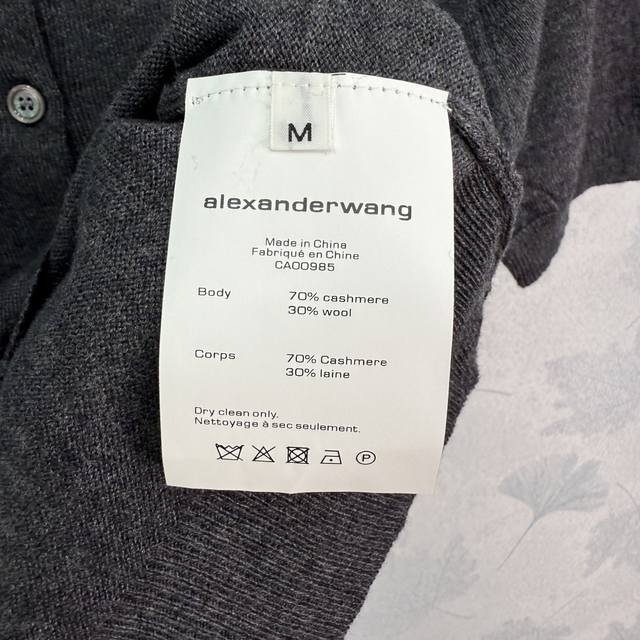 M
alexanderwang
Made in China
Fabriqué en Chine
CA00985
Body 70% cashmere
30% wool
Corps 70% Cashmere
30% laine
Dry clean only.
Nettoyage à sec seulement.
P